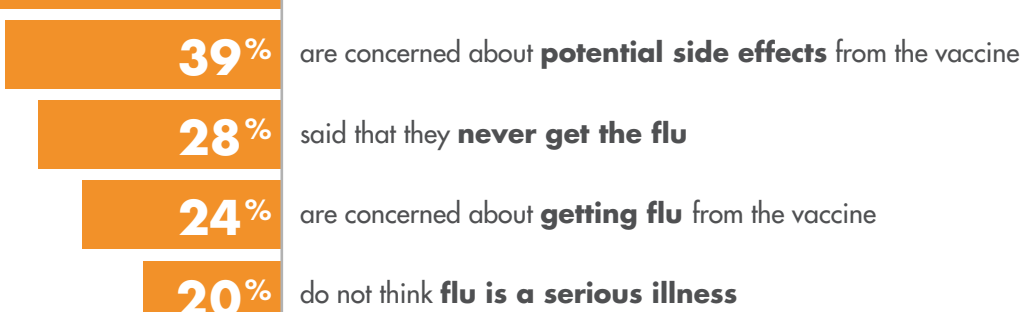 39% are concerned about potential side effects from the vaccine
28% said that they never get the flu
24% are concerned about getting flu from the vaccine
20% do not think flu is a serious illness